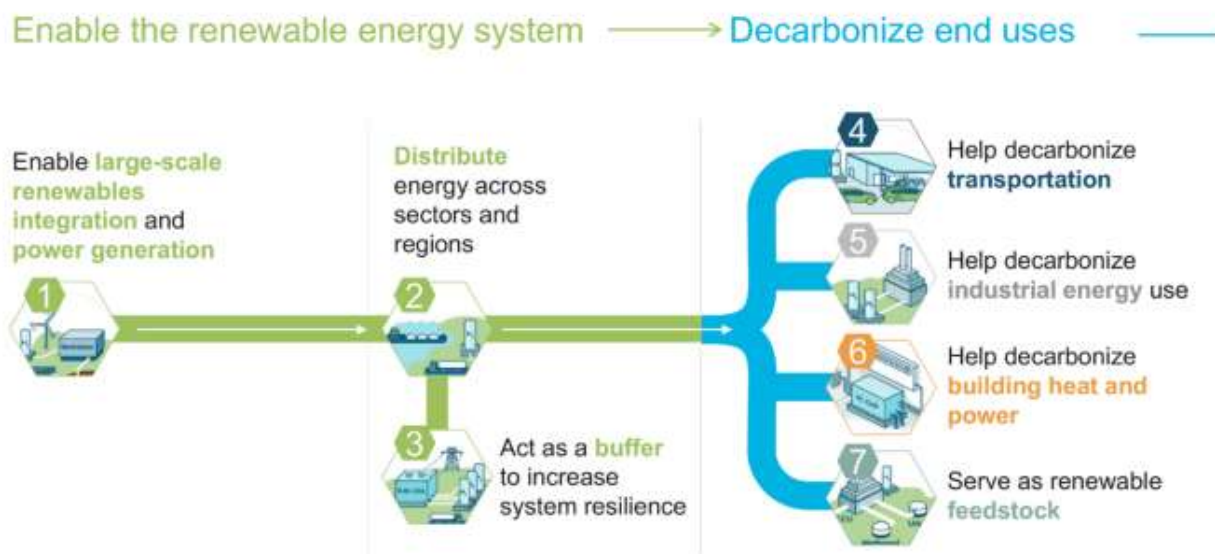 Enable the renewable energy system
Decarbonize end uses
Enable large-scale
renewables
integration and
power generation
1
Distribute
energy across
sectors and
regions
2
3
Act as a buffer
to increase
system resilience
4
Help decarbonize
transportation
5
Help decarbonize
industrial energy use
6
Help decarbonize
building heat and
power
7
Serve as renewable
feedstock